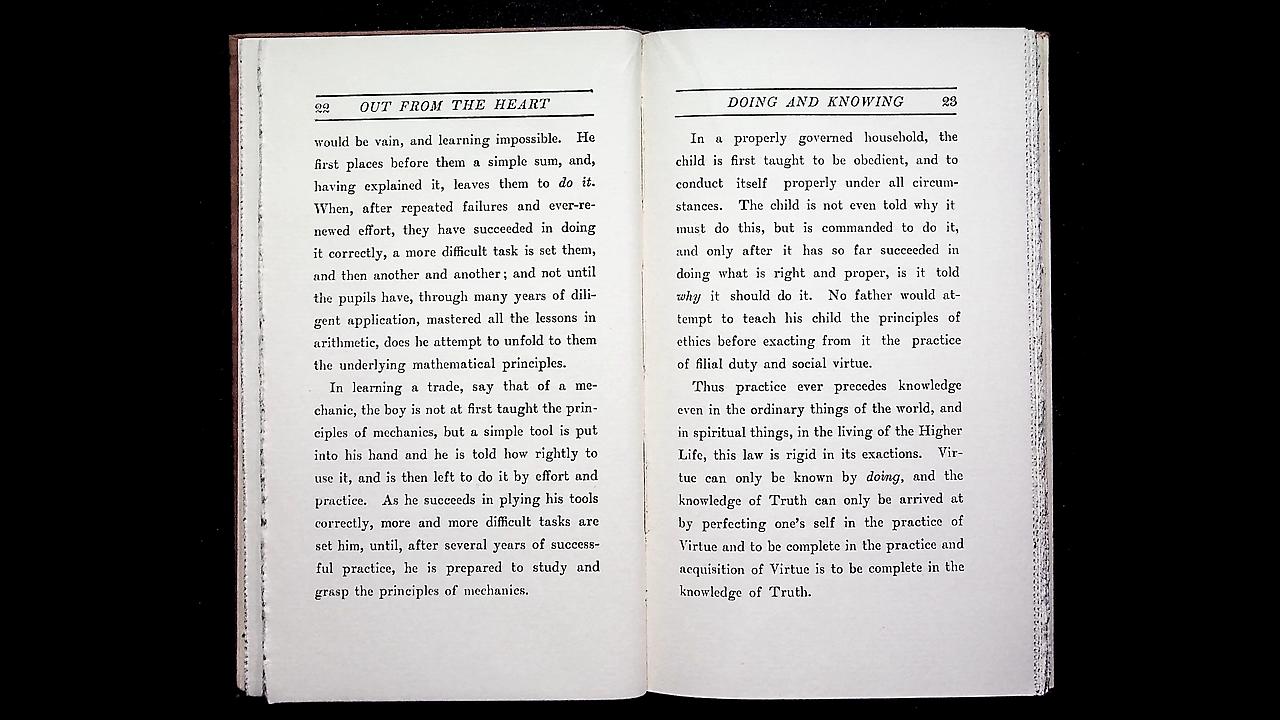 22 OUT FROM THE HEART
would be vain, and learning impossible. He
first places before them a simple sum, and,
having explained it, leaves them to do it.
When, after repeated failures and ever-re-
newed effort, they have succeeded in doing
it correctly, a more difficult task is set them,
and then another and another; and not until
the pupils have, through many years of dili-
gent application, mastered all the lessons in
arithmetic, does he attempt to unfold to them
the underlying mathematical principles.
In learning a trade, say that of a me-
chanic, the boy is not at first taught the prin-
ciples of mechanics, but a simple tool is put
into his hand and he is told how rightly to
use it, and is then left to do it by effort and
practice. As he succeeds in plying his tools
correctly, more and more difficult tasks are
set him, until, after several years of success-
ful practice, he is prepared to study and
grasp the principles of mechanics.
DOING AND KNOWING 23
In a properly governed household, the
child is first taught to be obedient, and to
conduct itself properly under all circum-
stances. The child is not even told why it
must do this, but is commanded to do it,
and only after it has so far succeeded in
doing what is right and proper, is it told
why it should do it. No father would at-
tempt to teach his child the principles of
ethics before exacting from it the practice
of filial duty and social virtue.
Thus practice ever precedes knowledge
even in the ordinary things of the world, and
in spiritual things, in the living of the Higher
Life, this law is rigid in its exactions. Vir-
tue can only be known by doing, and the
knowledge of Truth can only be arrived at
by perfecting one's self in the practice of
Virtue and to be complete in the practice and
acquisition of Virtue is to be complete in the
knowledge of Truth.